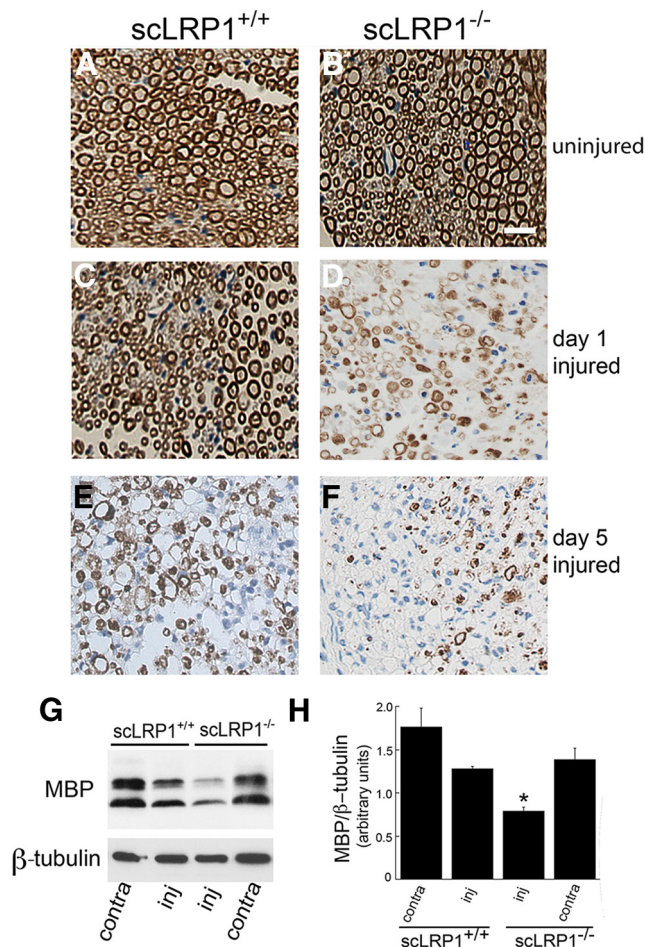 scLRP1+/+ scLRP1-/-
A B
uninjured
C D
day 1
injured
E F
day 5
injured
G
scLRP1+/+ scLRP1-/-
MBP
β-tubulin
contra inj inj contra
H
MBP/β-tubulin
(arbitrary units)
2.0
1.5
1.0
0.5
0
*
contra inj inj contra
scLRP1+/+ scLRP1-/-